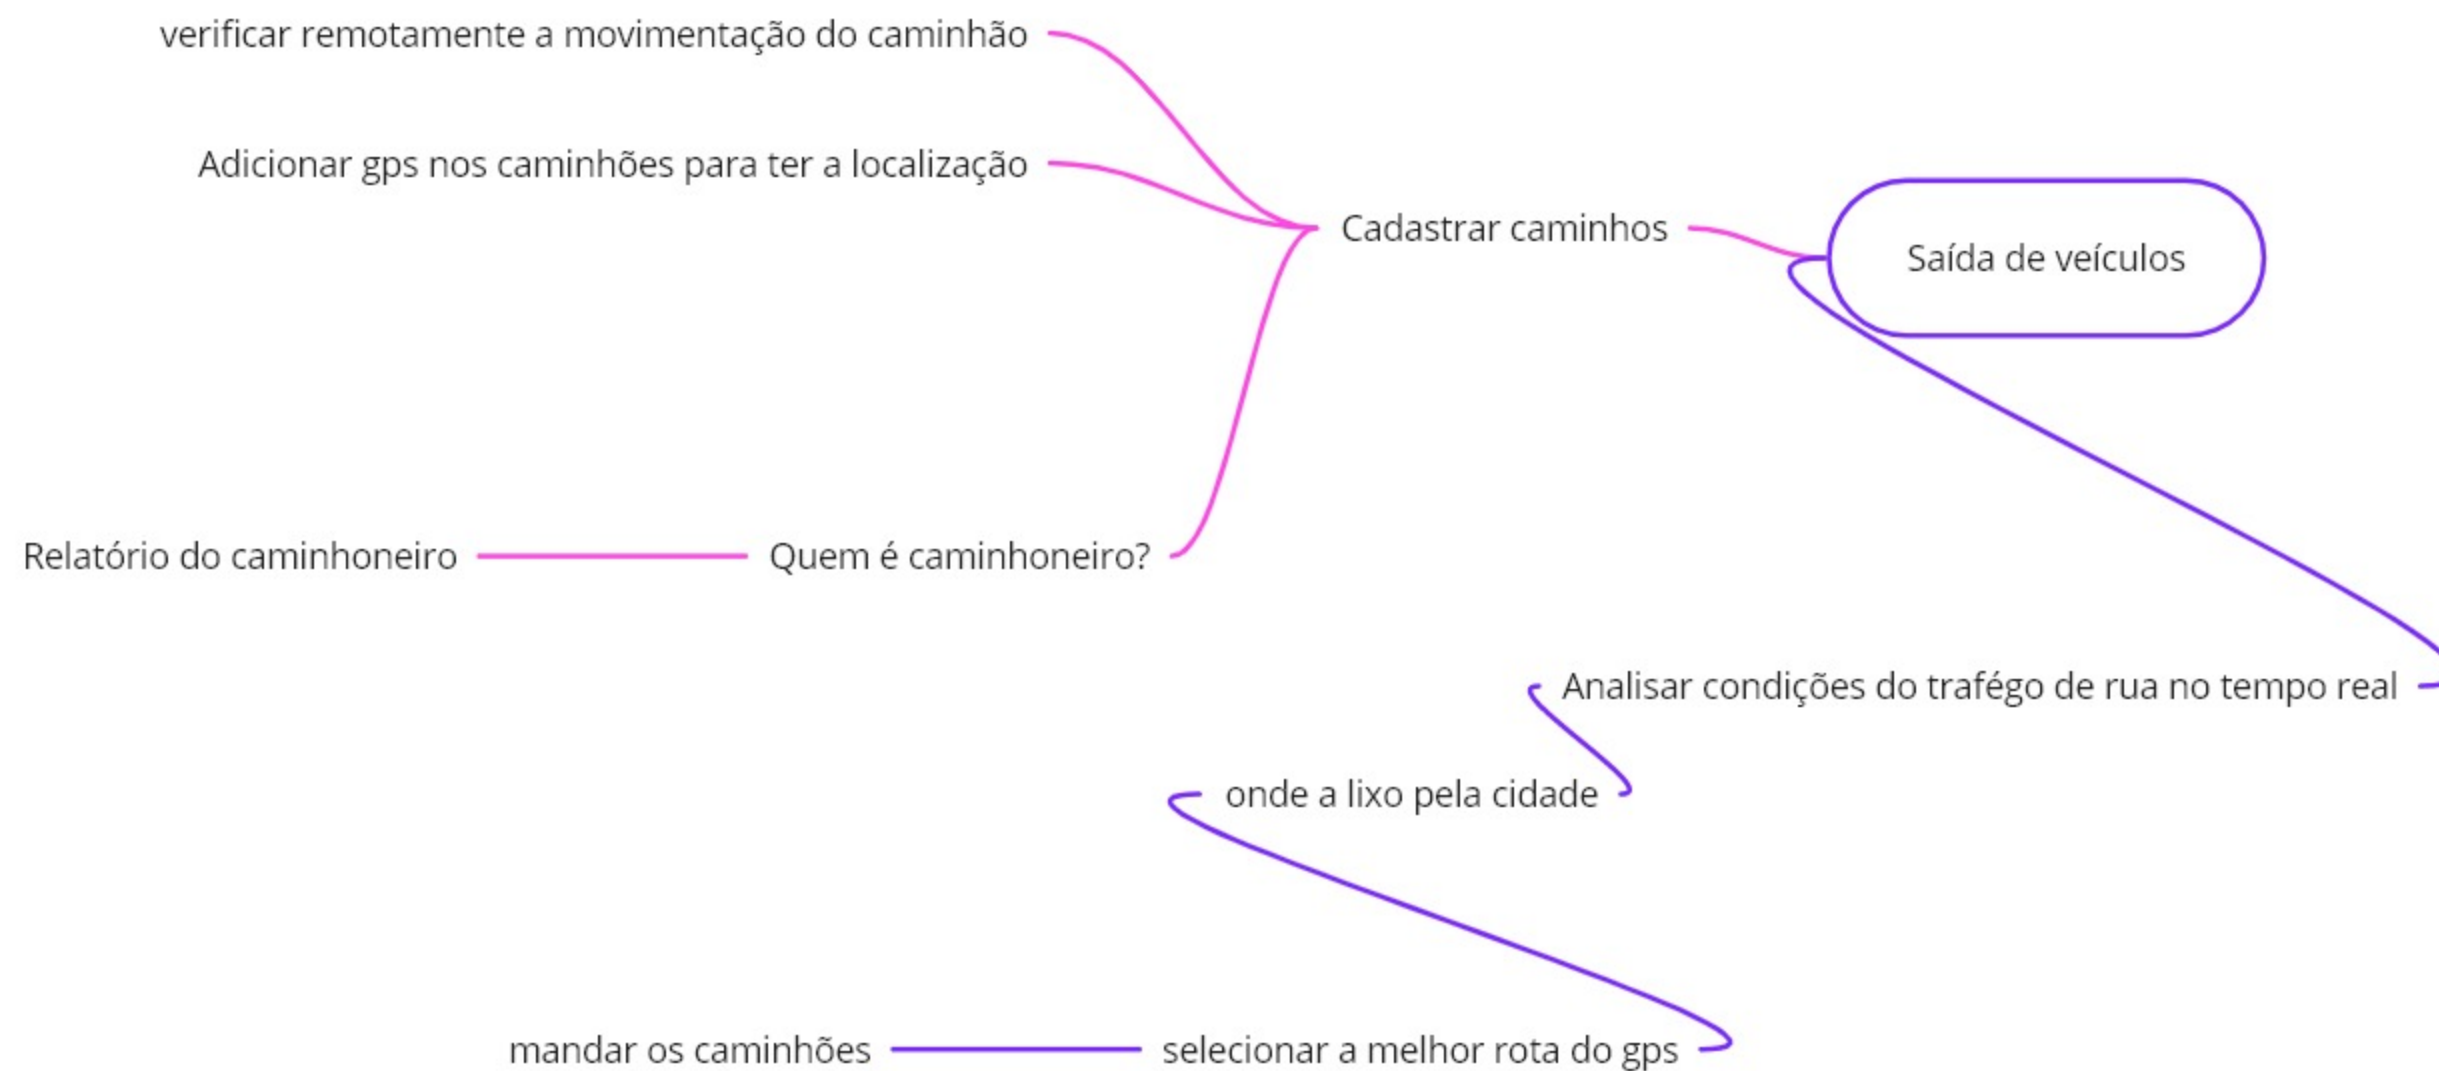 verificar remotamente a movimentação do caminhão
Adicionar gps nos caminhões para ter a localização
Cadastrar caminhos
Saída de veículos
Relatório do caminhoneiro
Quem é caminhoneiro?
Analisar condições do trafégo de rua no tempo real
onde a lixo pela cidade
mandar os caminhões
selecionar a melhor rota do gps